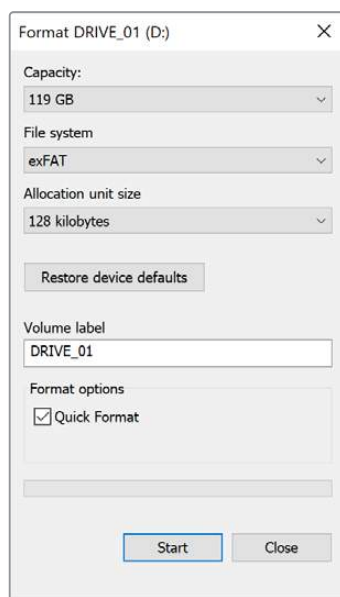 Format DRIVE_01 (D:)
Capacity:
119 GB
File system
exFAT
Allocation unit size
128 kilobytes
Restore device defaults
Volume label
DRIVE_01
Format options
Quick Format
Start Close